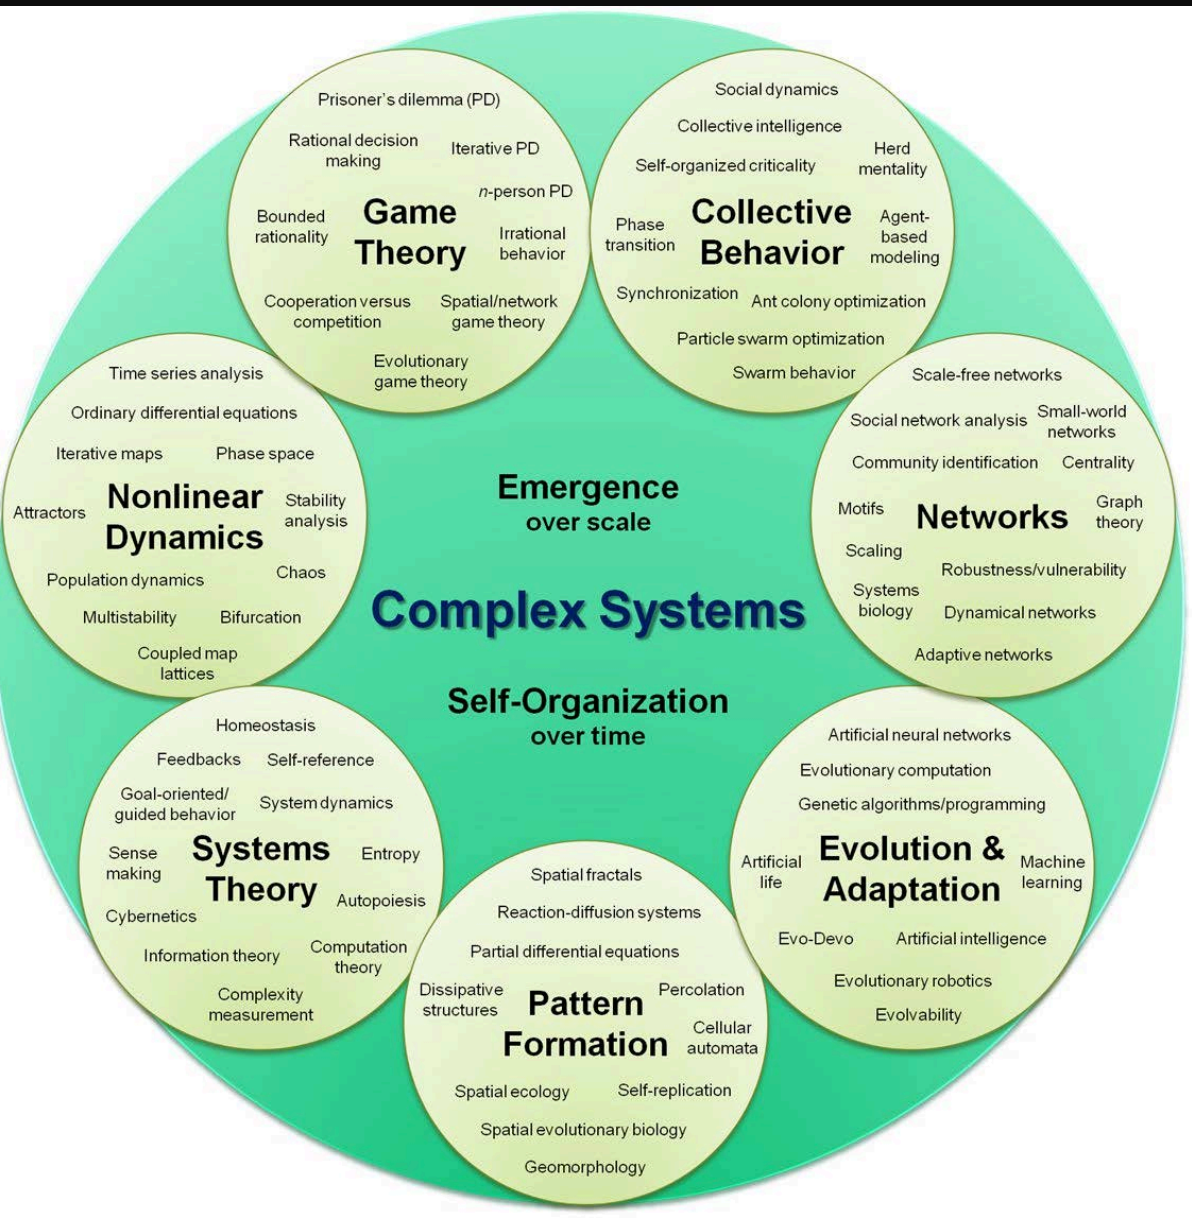 Prisoner's dilemma (PD)
Rational decision
making
Iterative PD
n-person PD
Game
Theory
Bounded
rationality
Irrational
behavior
Cooperation versus
competition
Spatial/network
game theory
Evolutionary
game theory
Social dynamics
Collective intelligence
Herd
mentality
Self-organized criticality
Collective
Behavior
Phase
transition
Agent-
based
modeling
Synchronization
Ant colony optimization
Particle swarm optimization
Swarm behavior
Time series analysis
Ordinary differential equations
Iterative maps
Phase space
Attractors
Nonlinear
Dynamics
Stability
analysis
Population dynamics
Chaos
Multistability
Bifurcation
Coupled map
lattices
Emergence
over scale
Complex Systems
Self-Organization
over time
Scale-free networks
Social network analysis
Small-world
networks
Community identification
Centrality
Motifs
Networks
Graph
theory
Scaling
Robustness/vulnerability
Systems
biology
Dynamical networks
Adaptive networks
Homeostasis
Feedbacks
Self-reference
Goal-oriented/
guided behavior
System dynamics
Sense
making
Systems
Theory
Entropy
Autopoiesis
Cybernetics
Information theory
Computation
theory
Complexity
measurement
Spatial fractals
Reaction-diffusion systems
Partial differential equations
Dissipative
structures
Pattern
Formation
Percolation
Cellular
automata
Spatial ecology
Self-replication
Spatial evolutionary biology
Geomorphology
Artificial neural networks
Evolutionary computation
Genetic algorithms/programming
Artificial
life
Evolution &
Adaptation
Machine
learning
Evo-Devo
Artificial intelligence
Evolutionary robotics
Evolvability